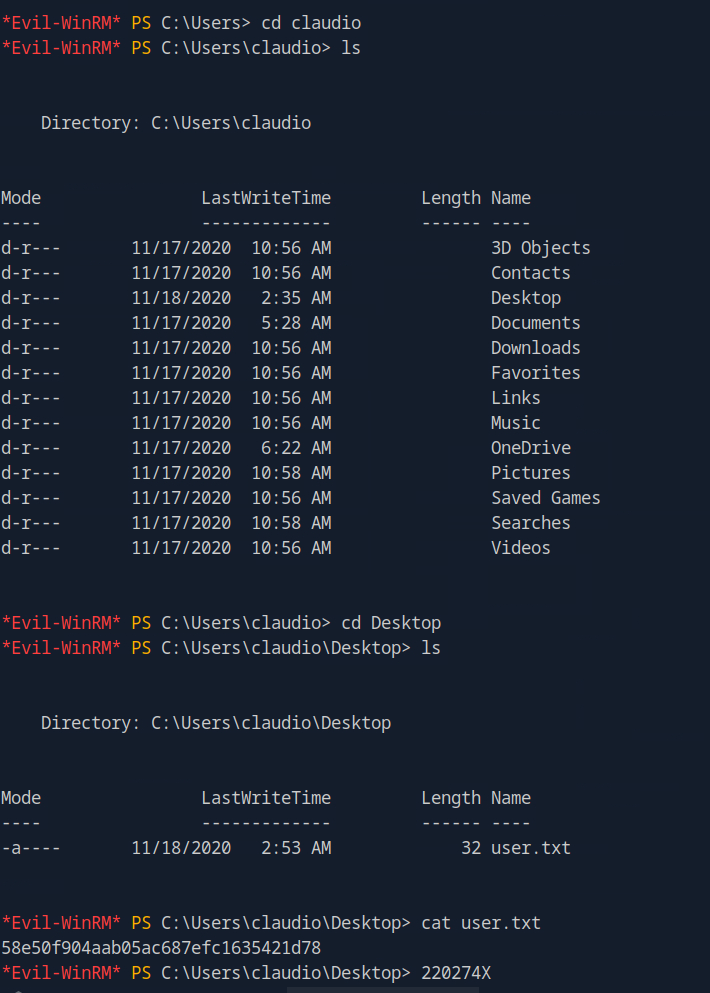 *Evil-WinRM* PS C:\Users> cd claudio
*Evil-WinRM* PS C:\Users\claudio> ls
Directory: C:\Users\claudio
Mode LastWriteTime Length Name
---- ------------- ------ ----
d-r--- 11/17/2020 10:56 AM 3D Objects
d-r--- 11/17/2020 10:56 AM Contacts
d-r--- 11/18/2020 2:35 AM Desktop
d-r--- 11/17/2020 5:28 AM Documents
d-r--- 11/17/2020 10:56 AM Downloads
d-r--- 11/17/2020 10:56 AM Favorites
d-r--- 11/17/2020 10:56 AM Links
d-r--- 11/17/2020 10:56 AM Music
d-r--- 11/17/2020 6:22 AM OneDrive
d-r--- 11/17/2020 10:58 AM Pictures
d-r--- 11/17/2020 10:56 AM Saved Games
d-r--- 11/17/2020 10:58 AM Searches
d-r--- 11/17/2020 10:56 AM Videos
*Evil-WinRM* PS C:\Users\claudio> cd Desktop
*Evil-WinRM* PS C:\Users\claudio\Desktop> ls
Directory: C:\Users\claudio\Desktop
Mode LastWriteTime Length Name
---- ------------- ------ ----
-a---- 11/18/2020 2:53 AM 32 user.txt
*Evil-WinRM* PS C:\Users\claudio\Desktop> cat user.txt
58e50f904aab05ac687efc1635421d78
*Evil-WinRM* PS C:\Users\claudio\Desktop> 220274X